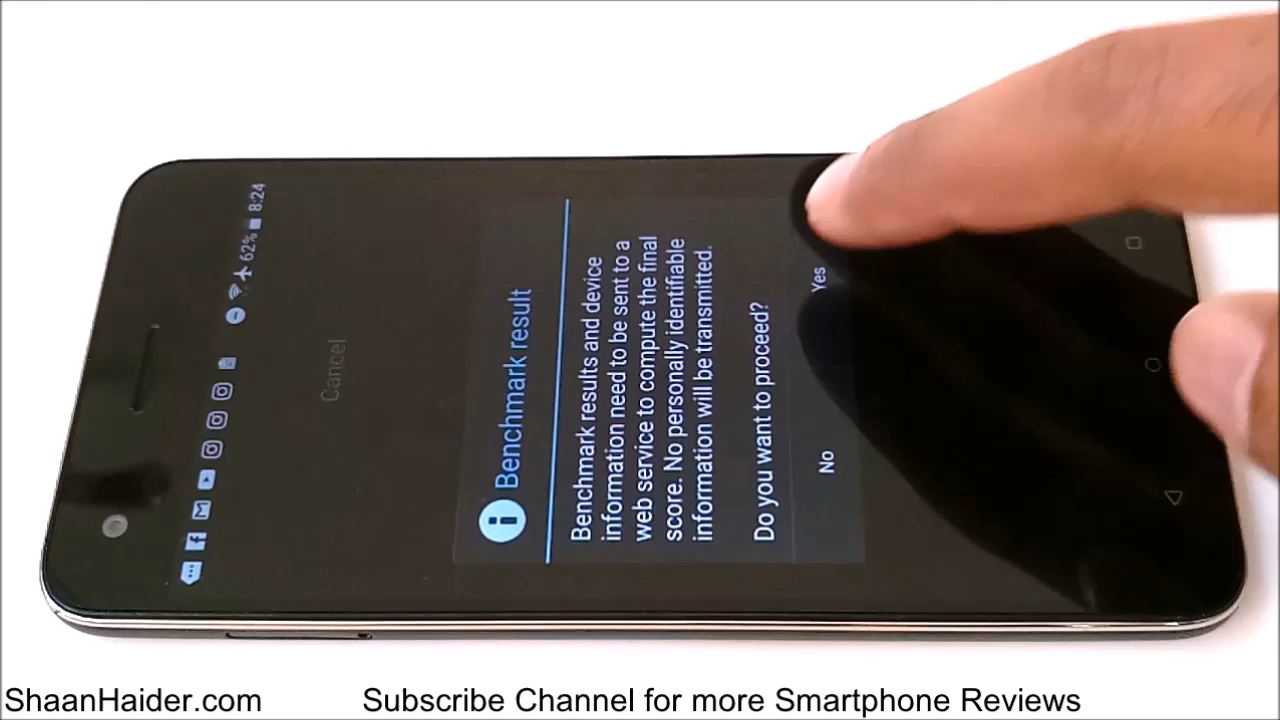 62% 8:24
Cancel
Benchmark result
Benchmark results and device
information need to be sent to a
web service to compute the final
score. No personally identifiable
information will be transmitted.
Do you want to proceed?
No Yes
ShaanHaider.com Subscribe Channel for more Smartphone Reviews